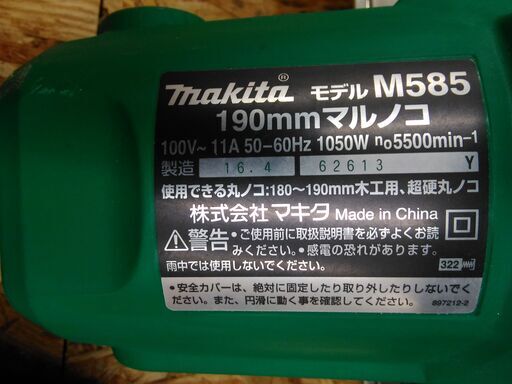 makita® モデル M585
190mmマルノコ
100V~ 11A 50-60Hz 1050W n₀5500min⁻¹
製造 16.4 62613 Y
使用できる丸ノコ:180~190mm木工用、超硬丸ノコ
株式会社マキタ Made in China
⚠警告 •ご使用前に取扱説明書を必ずよくお読
みください。•感電の恐れがあります。
雨中では使用しないでください。
322
•安全カバーは、絶対に固定したり取り外したりしないでく
ださい。また、円滑に動く事を確認してください。
897212-2